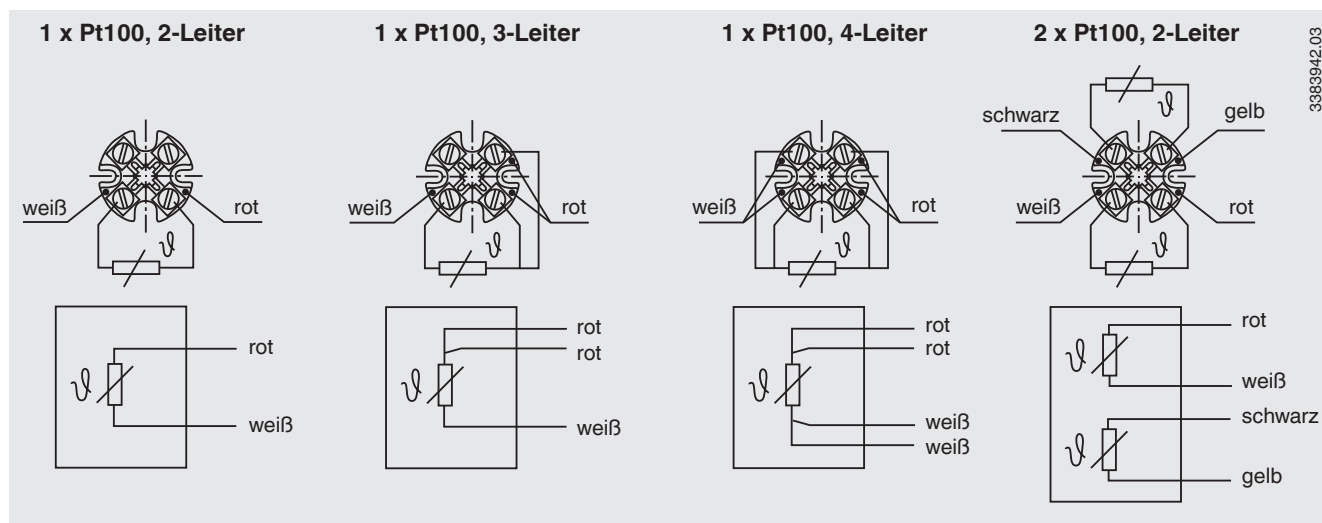 1 x Pt100, 2-Leiter
weiß
rot
ϑ
rot
ϑ
weiß
1 x Pt100, 3-Leiter
weiß
rot
ϑ
rot
rot
ϑ
weiß
1 x Pt100, 4-Leiter
weiß
rot
ϑ
rot
rot
ϑ
weiß
weiß
2 x Pt100, 2-Leiter
ϑ
schwarz
gelb
weiß
rot
ϑ
rot
ϑ
weiß
schwarz
ϑ
gelb
3383942.03